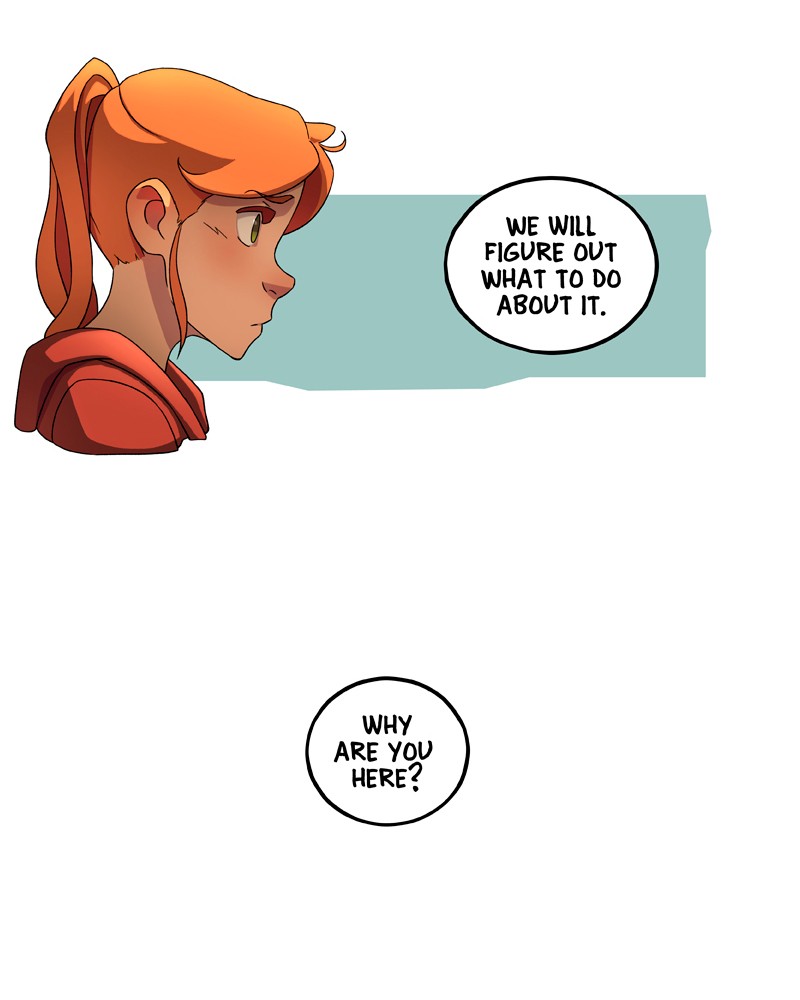 WE WILL
FIGURE OUT
WHAT TO DO
ABOUT IT.
WHY
ARE YOU
HERE?